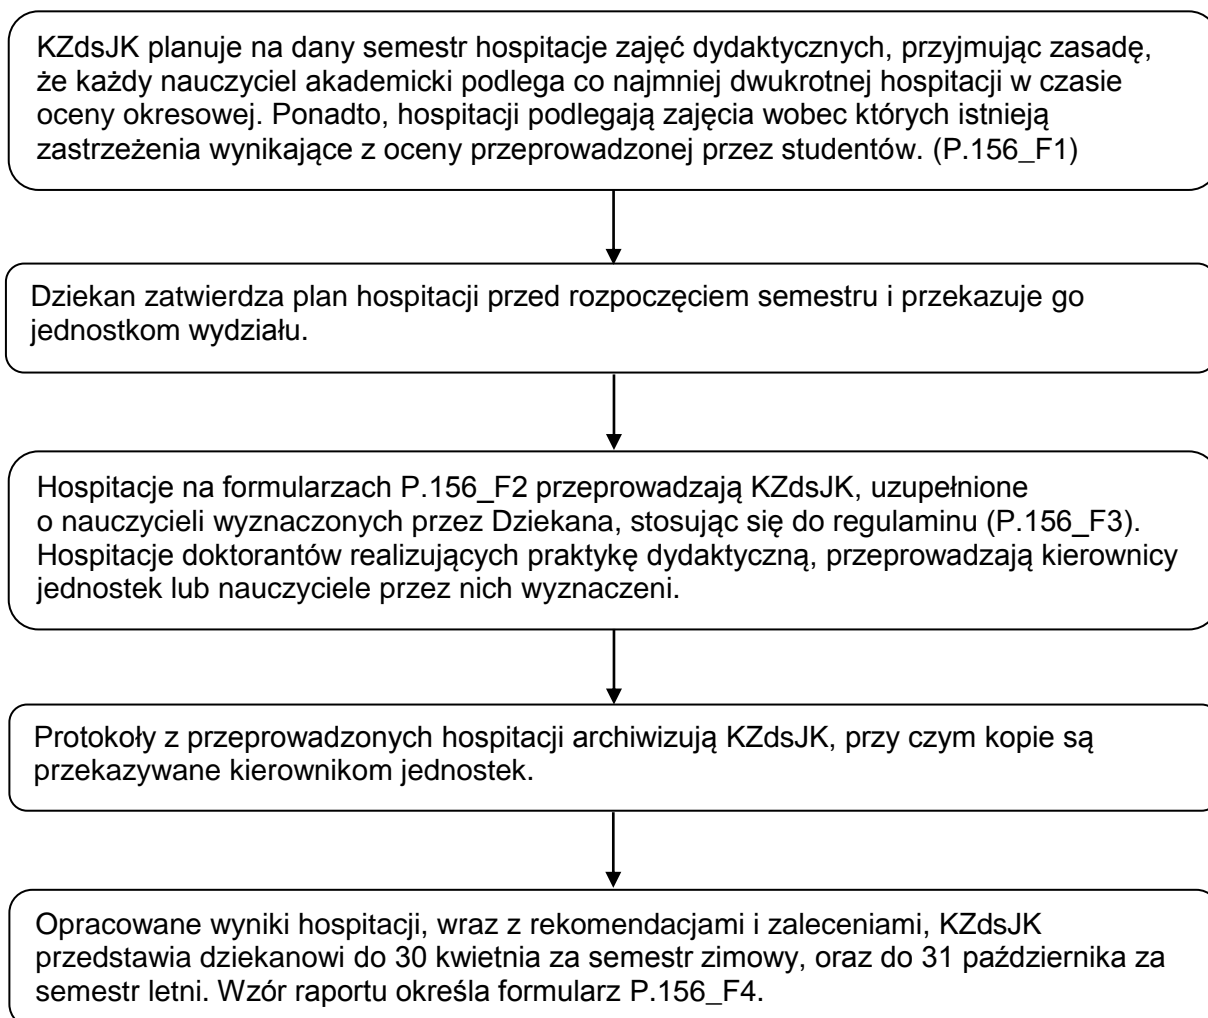 KZdsJK planuje na dany semestr hospitacje zajęć dydaktycznych, przyjmując zasadę,
że każdy nauczyciel akademicki podlega co najmniej dwukrotnej hospitacji w czasie
oceny okresowej. Ponadto, hospitacji podlegają zajęcia wobec których istnieją
zastrzeżenia wynikające z oceny przeprowadzonej przez studentów. (P.156_F1)
Dziekan zatwierdza plan hospitacji przed rozpoczęciem semestru i przekazuje go
jednostkom wydziału.
Hospitacje na formularzach P.156_F2 przeprowadzają KZdsJK, uzupełnione
o nauczycieli wyznaczonych przez Dziekana, stosując się do regulaminu (P.156_F3).
Hospitacje doktorantów realizujących praktykę dydaktyczną, przeprowadzają kierownicy
jednostek lub nauczyciele przez nich wyznaczeni.
Protokoły z przeprowadzonych hospitacji archiwizują KZdsJK, przy czym kopie są
przekazywane kierownikom jednostek.
Opracowane wyniki hospitacji, wraz z rekomendacjami i zaleceniami, KZdsJK
przedstawia dziekanowi do 30 kwietnia za semestr zimowy, oraz do 31 października za
semestr letni. Wzór raportu określa formularz P.156_F4.